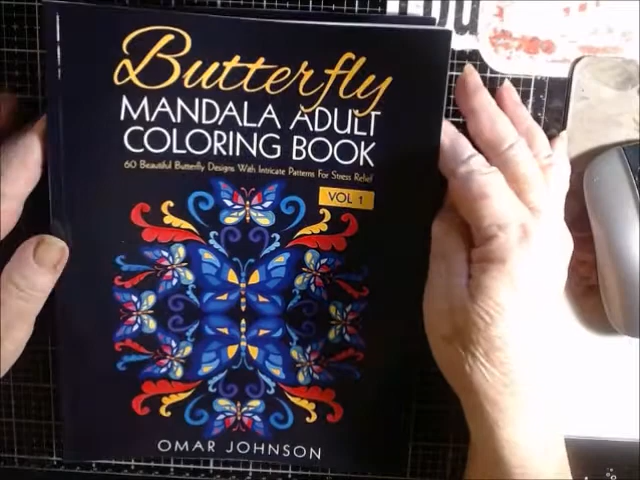 Butterfly
MANDALA ADULT
COLORING BOOK
60 Beautiful Butterfly Designs With Intricate Patterns For Stress Relief
VOL 1
OMAR JOHNSON